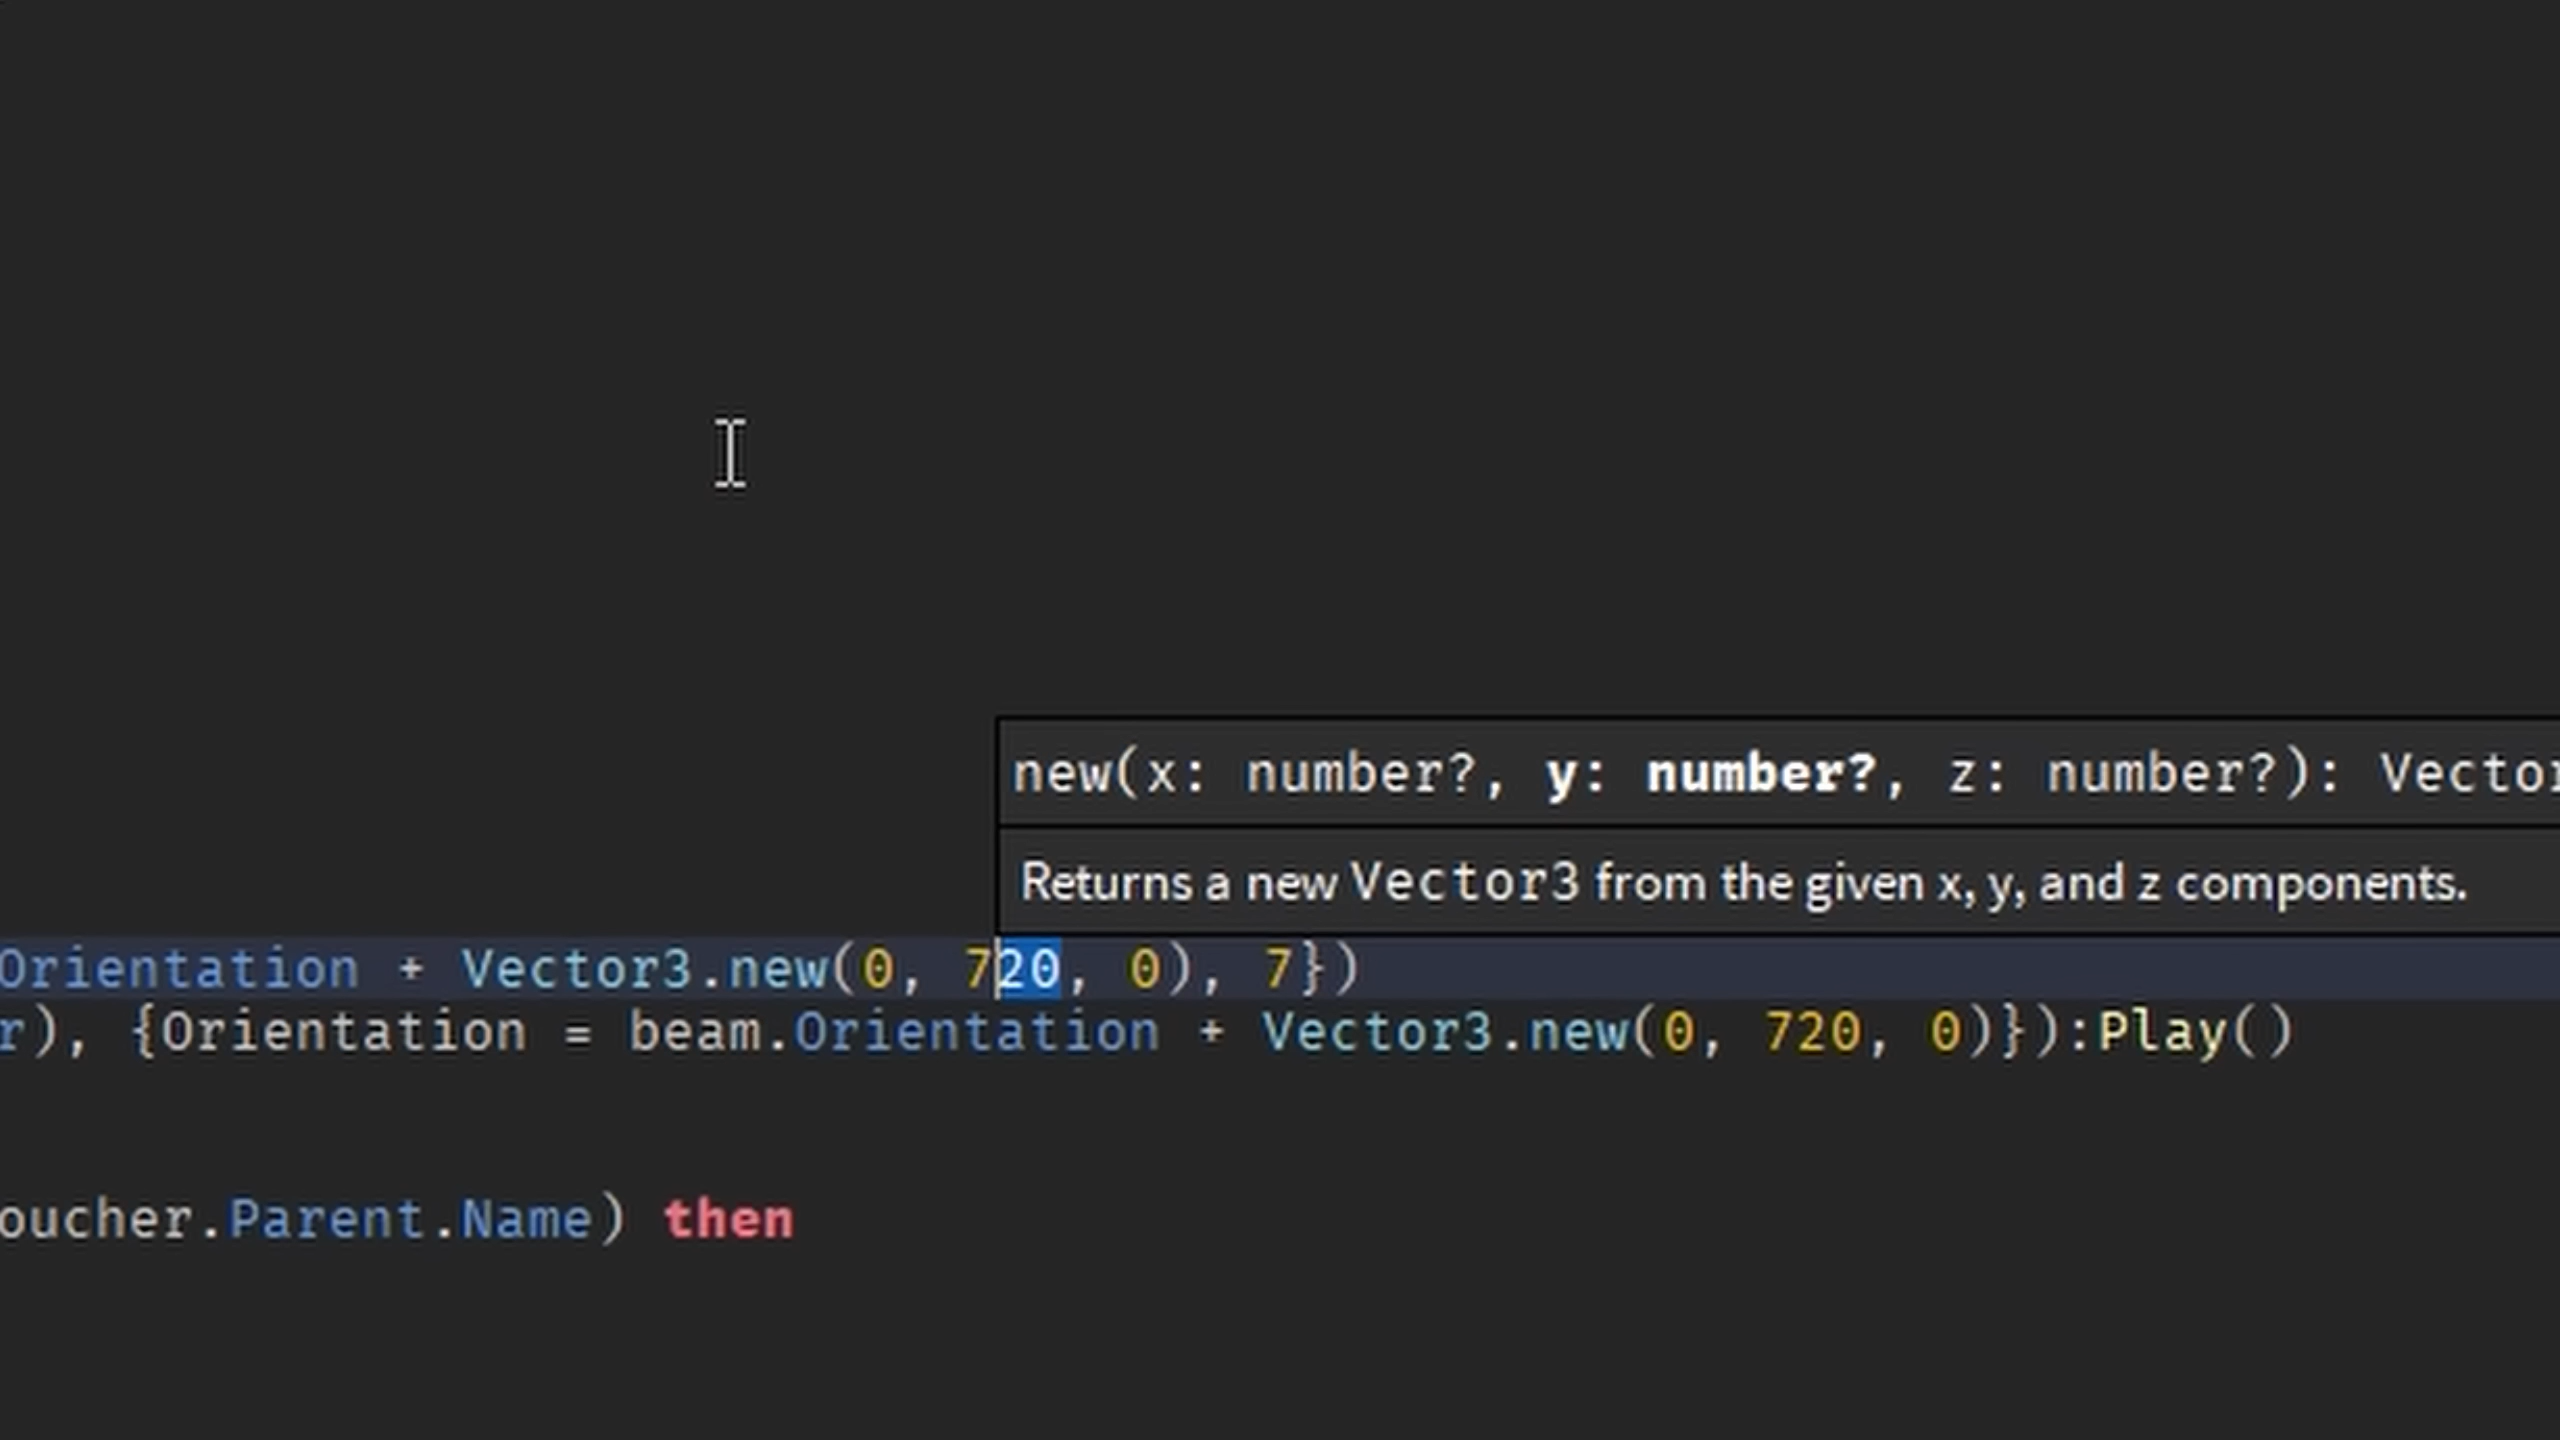 new(x: number?, y: number?, z: number?): Vector
Returns a new Vector3 from the given x, y, and z components.
Orientation + Vector3.new(0, 720, 0), 7})
r), {Orientation = beam.Orientation + Vector3.new(0, 720, 0)}):Play()
oucher.Parent.Name) then